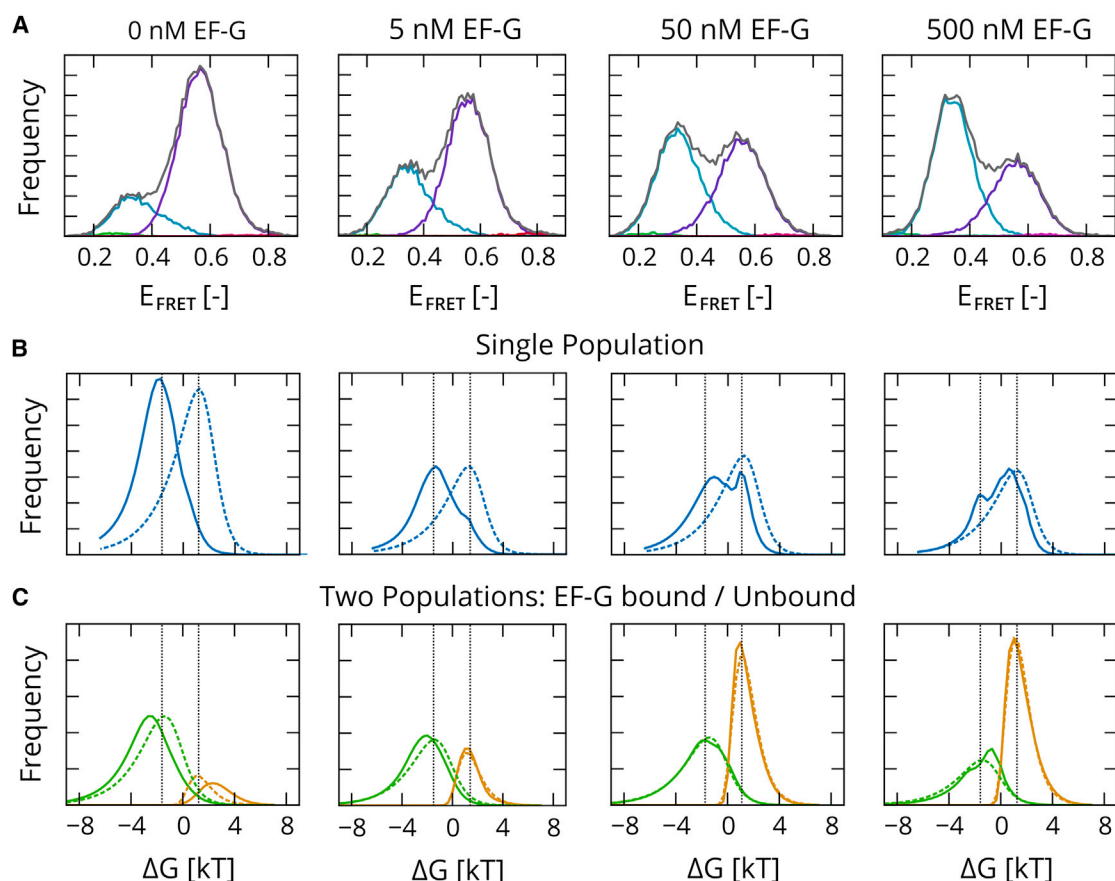 A
0 nM EF-G 5 nM EF-G 50 nM EF-G 500 nM EF-G
Frequency
0.2 0.4 0.6 0.8 0.2 0.4 0.6 0.8 0.2 0.4 0.6 0.8 0.2 0.4 0.6 0.8
EFRET [-] EFRET [-] EFRET [-] EFRET [-]
B
Single Population
Frequency
C
Two Populations: EF-G bound / Unbound
Frequency
−4 0 4 8 −8 −4 0 4 8 −8 −4 0 4 8 −8 −4 0 4 8
ΔG [kT] ΔG [kT] ΔG [kT] ΔG [kT]